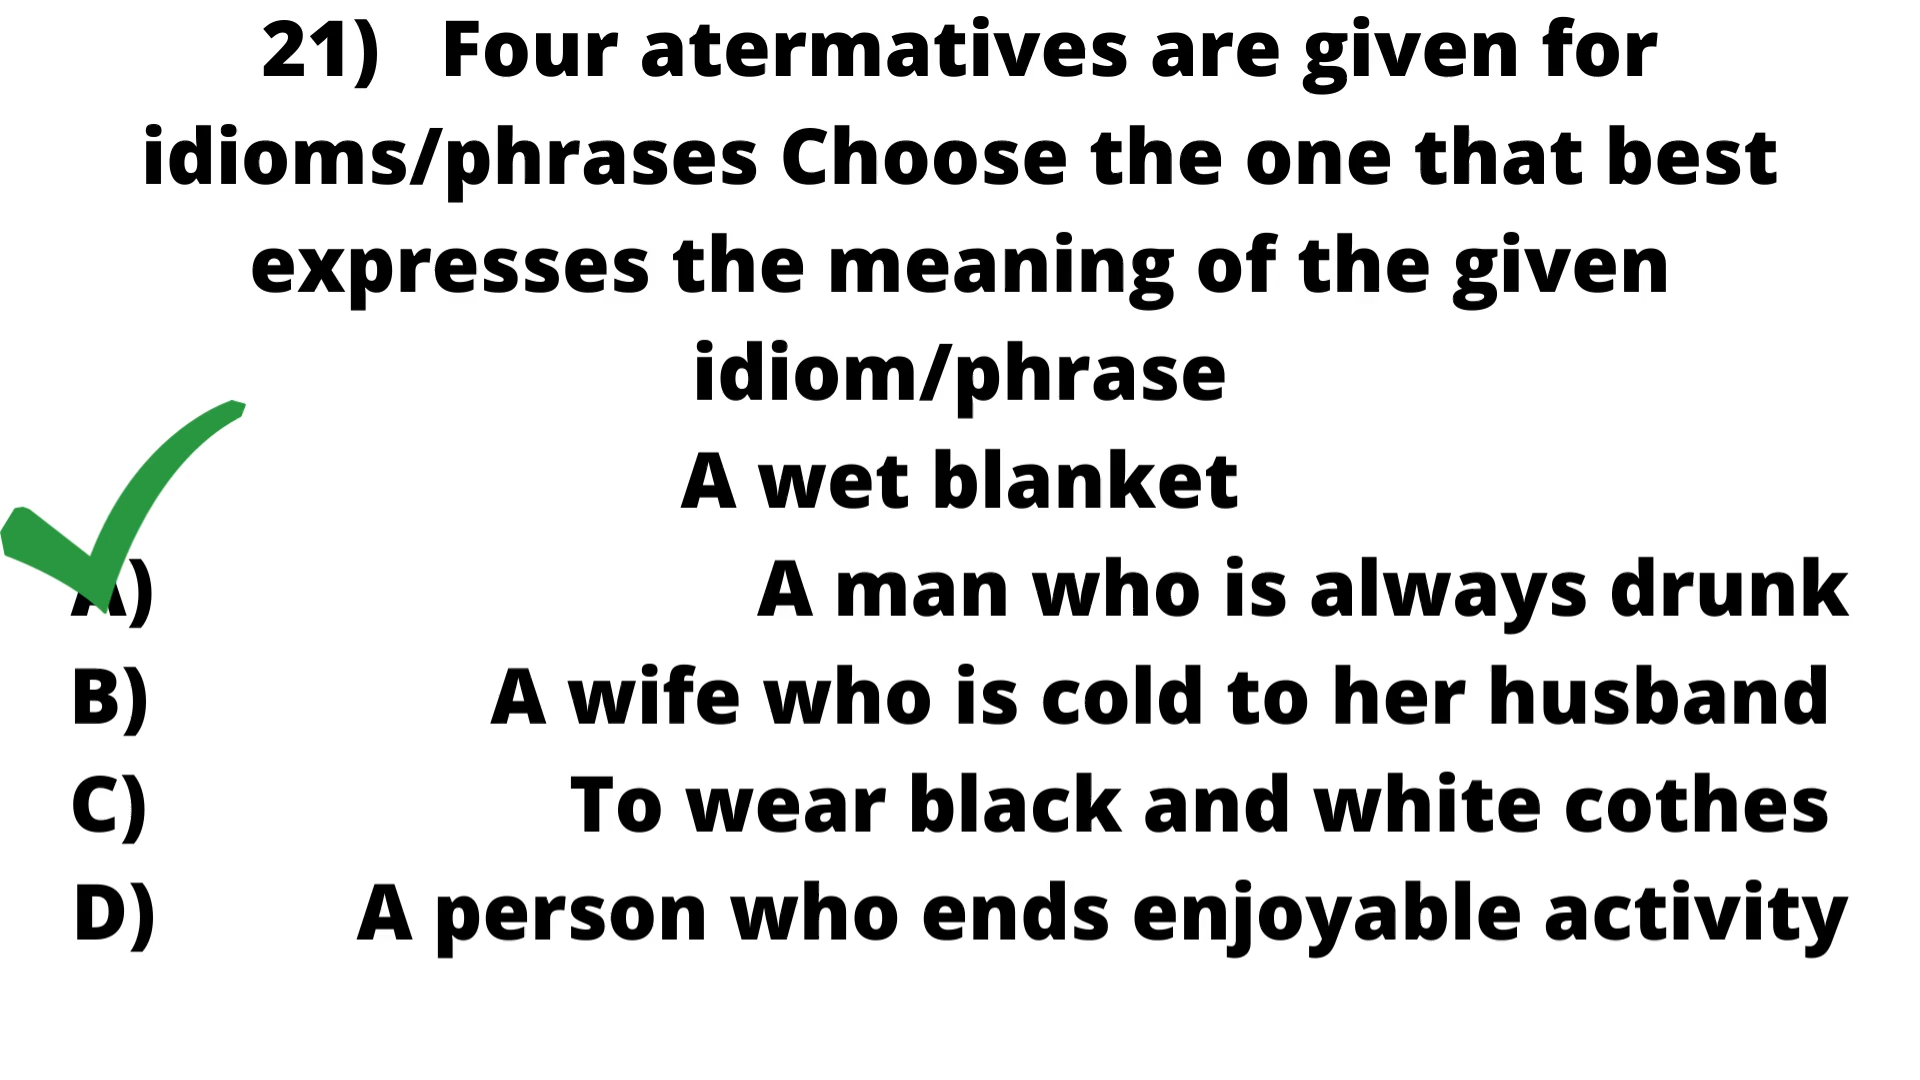 21) Four atermatives are given for
idioms/phrases Choose the one that best
expresses the meaning of the given
idiom/phrase
A wet blanket
A) A man who is always drunk
B) A wife who is cold to her husband
C) To wear black and white cothes
D) A person who ends enjoyable activity